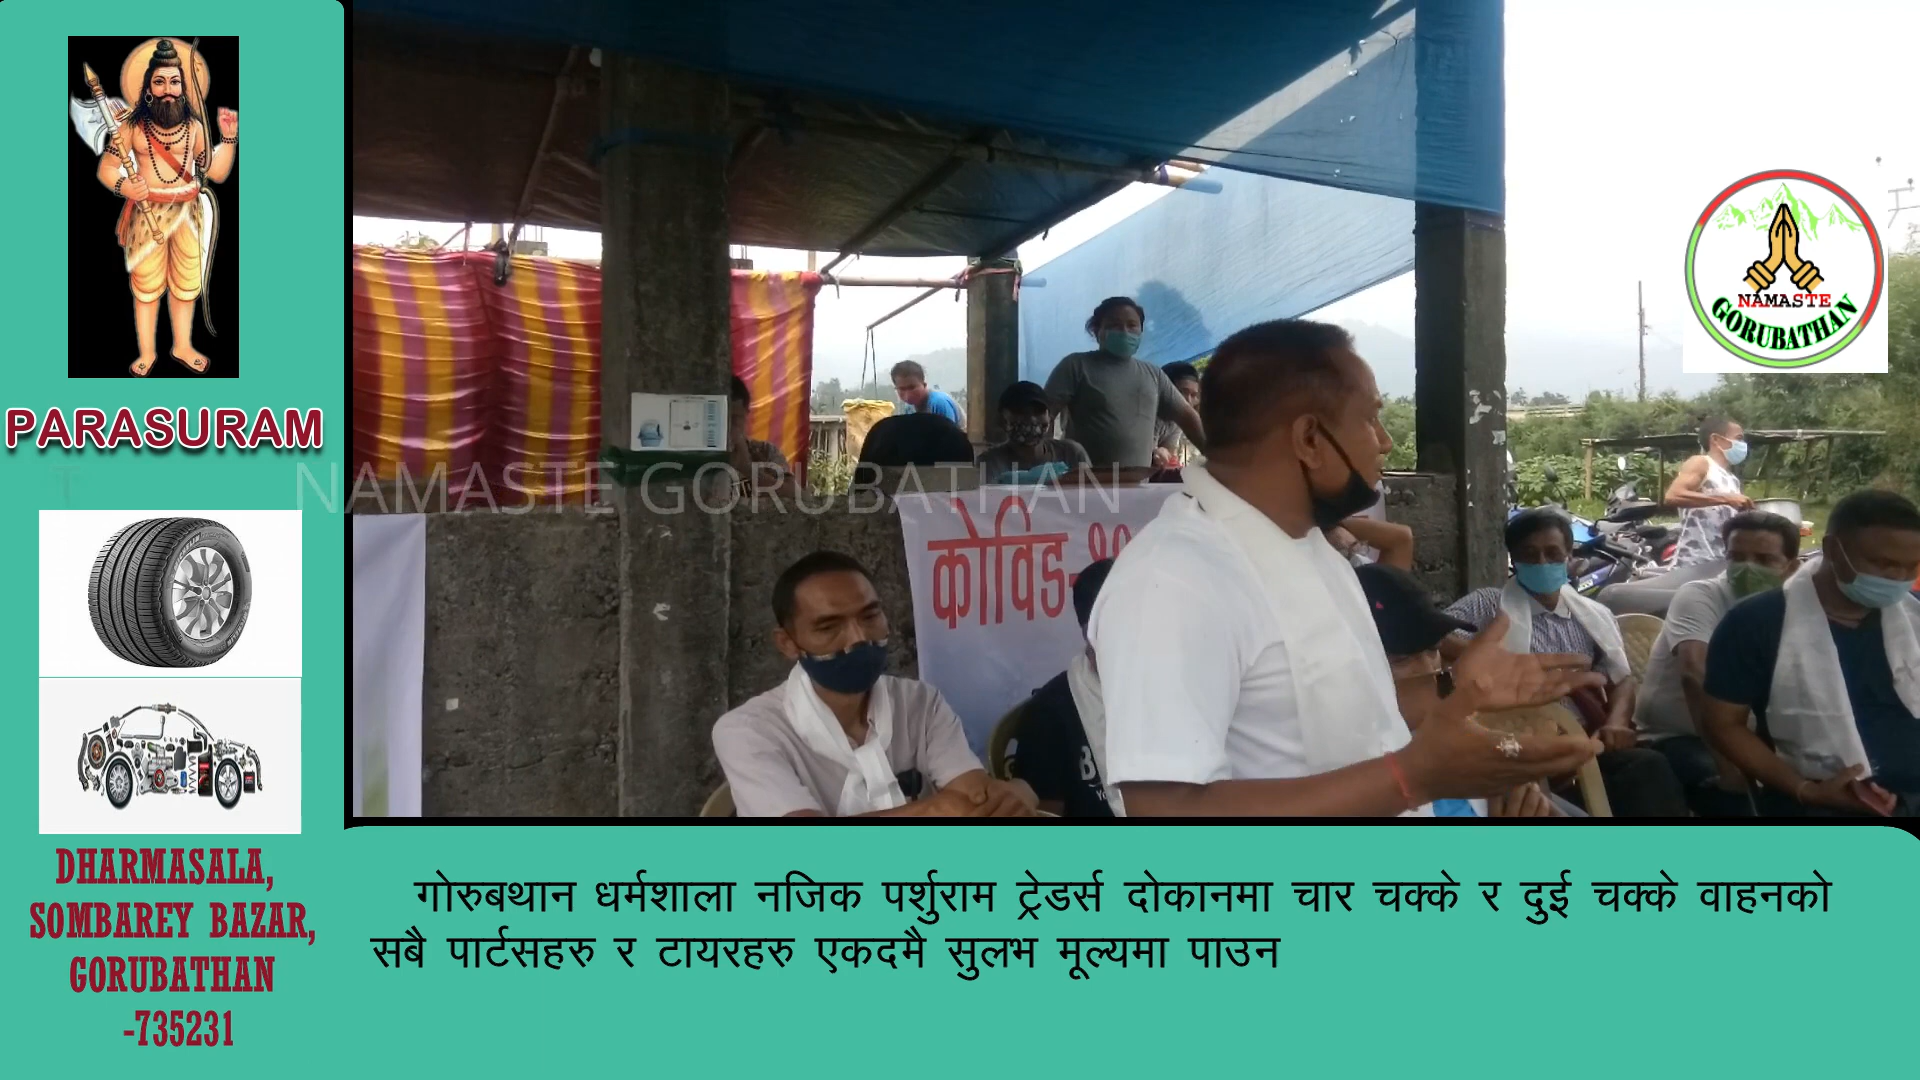 PARASURAM
DHARMASALA,
SOMBAREY BAZAR,
GORUBATHAN
-735231
NAMASTE GORUBATHAN
कोविड-१९
NAMASTE
GORUBATHAN
गोरुबथान धर्मशाला नजिक पर्शुराम ट्रेडर्स दोकानमा चार चक्के र दुई चक्के वाहनको
सबै पार्टसहरु र टायरहरु एकदमै सुलभ मूल्यमा पाउन